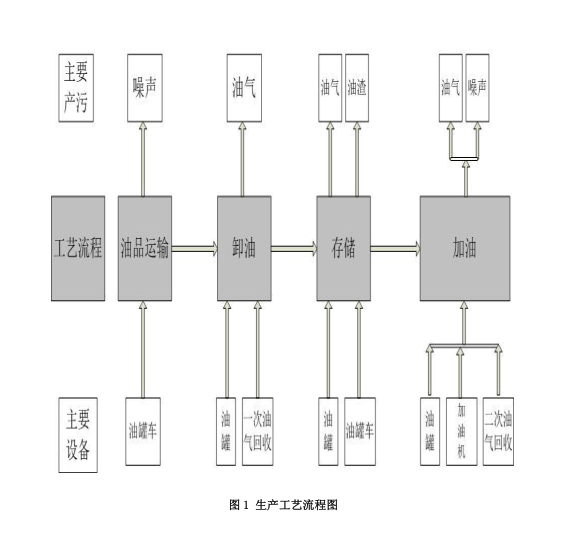 主要
产污
噪声
油气
油气
油渣
油气
噪声
工艺流程
油品运输
卸油
存储
加油
主要
设备
油罐车
油
罐
一次油
气回收
油
罐
油罐车
油
罐
加
油
机
二次油
气回收
图 1 生产工艺流程图